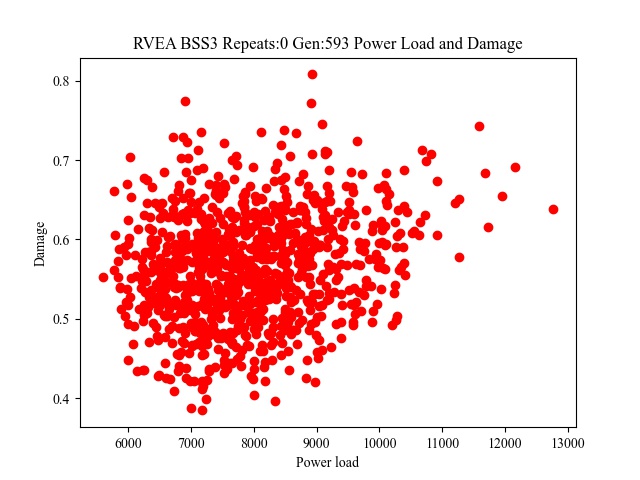 RVEA BSS3 Repeats:0 Gen:593 Power Load and Damage
0.8
0.7
0.6
0.5
0.4
Damage
6000 7000 8000 9000 10000 11000 12000 13000
Power load